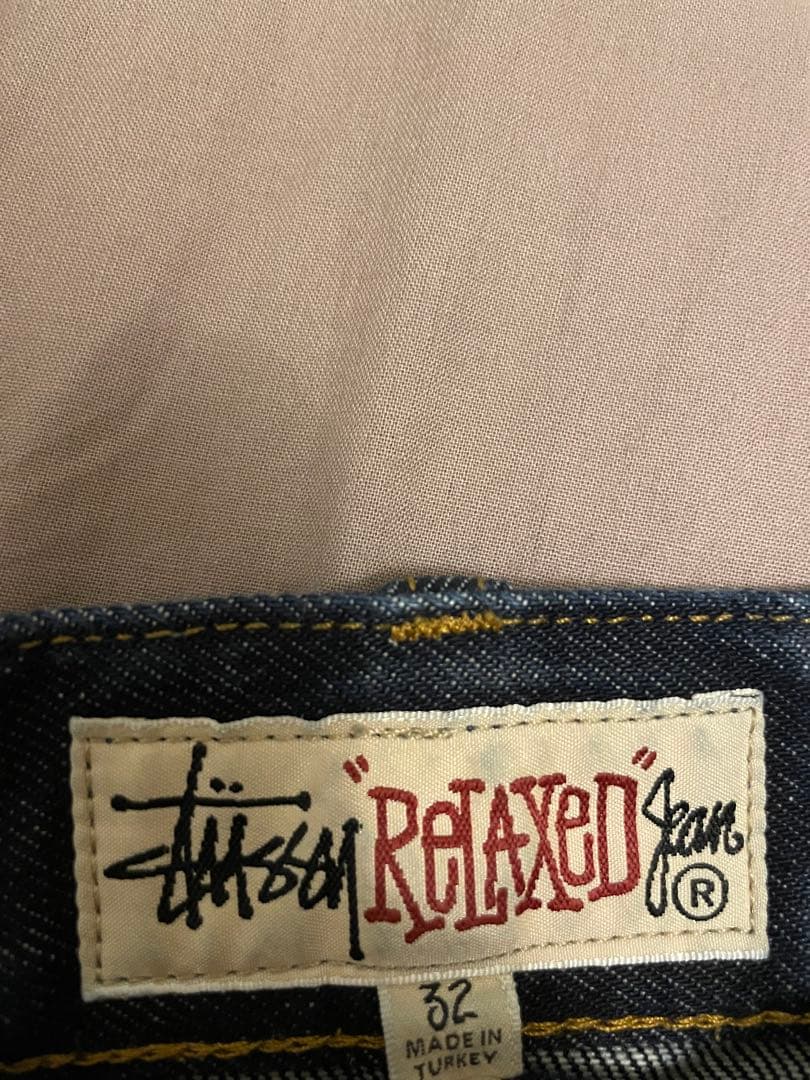 Stüssy "ReLAXeD" Jean ®
32
MADE IN
TURKEY